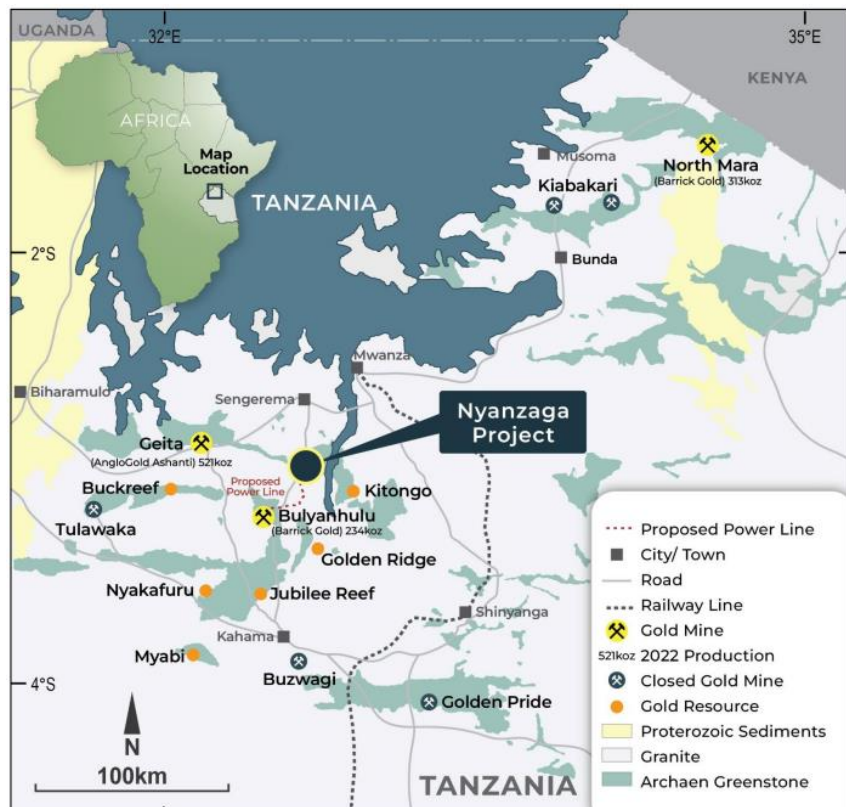 UGANDA
32°E
35°E
KENYA
AFRICA
Map
Location
TANZANIA
Musoma
North Mara
(Barrick Gold) 313koz
Kiabakari
2°S
Bunda
Mwanza
Biharamulo
Sengerema
Nyanzaga
Project
Geita
(AngloGold Ashanti) 521koz
Proposed
Power Line
Buckreef
Kitongo
Tulawaka
Bulyanhulu
(Barrick Gold) 234koz
Golden Ridge
Nyakafuru
Jubilee Reef
Shinyanga
Kahama
Myabi
Buzwagi
4°S
Golden Pride
N
100km
TANZANIA
Proposed Power Line
City/ Town
Road
Railway Line
Gold Mine
521koz 2022 Production
Closed Gold Mine
Gold Resource
Proterozoic Sediments
Granite
Archaen Greenstone